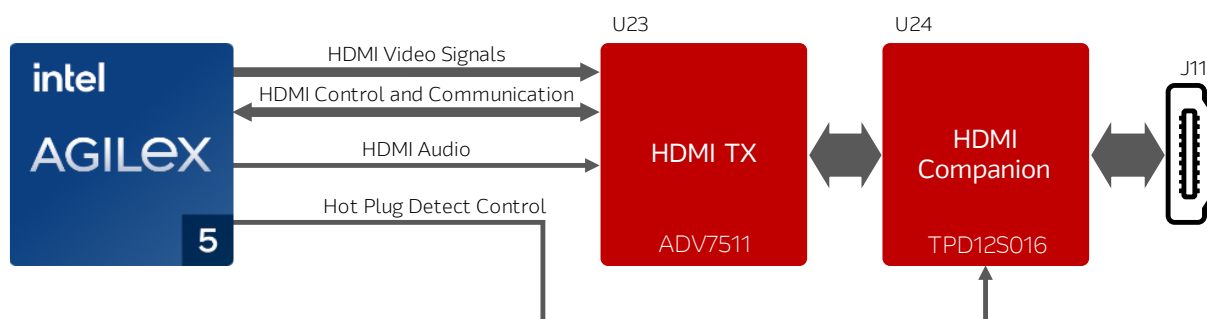 U23
U24
J11
intel
AGILEX
5
HDMI Video Signals
HDMI Control and Communication
HDMI Audio
Hot Plug Detect Control
HDMI TX
ADV7511
HDMI
Companion
TPD12S016